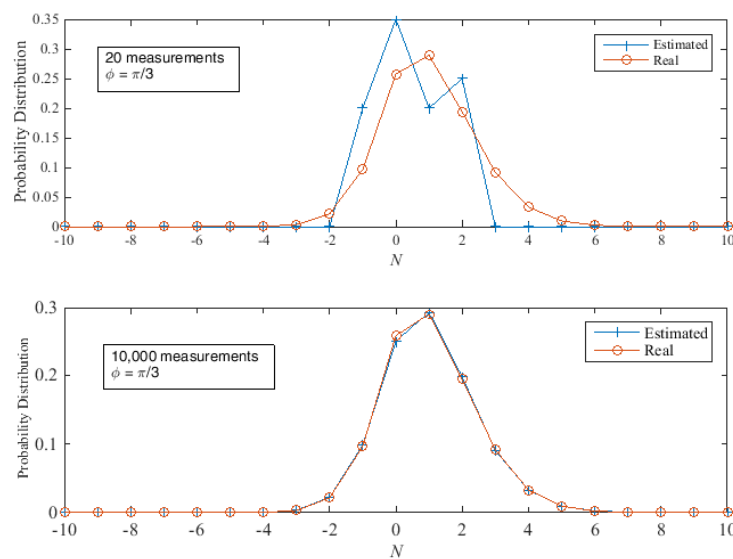 0.35
0.3
0.25
0.2
0.15
0.1
0.05
0
Probability Distribution
20 measurements
ϕ = π/3
Estimated
Real
-10 -8 -6 -4 -2 0 2 4 6 8 10
N
0.3
0.2
0.1
0
Probability Distribution
10,000 measurements
ϕ = π/3
Estimated
Real
-10 -8 -6 -4 -2 0 2 4 6 8 10
N